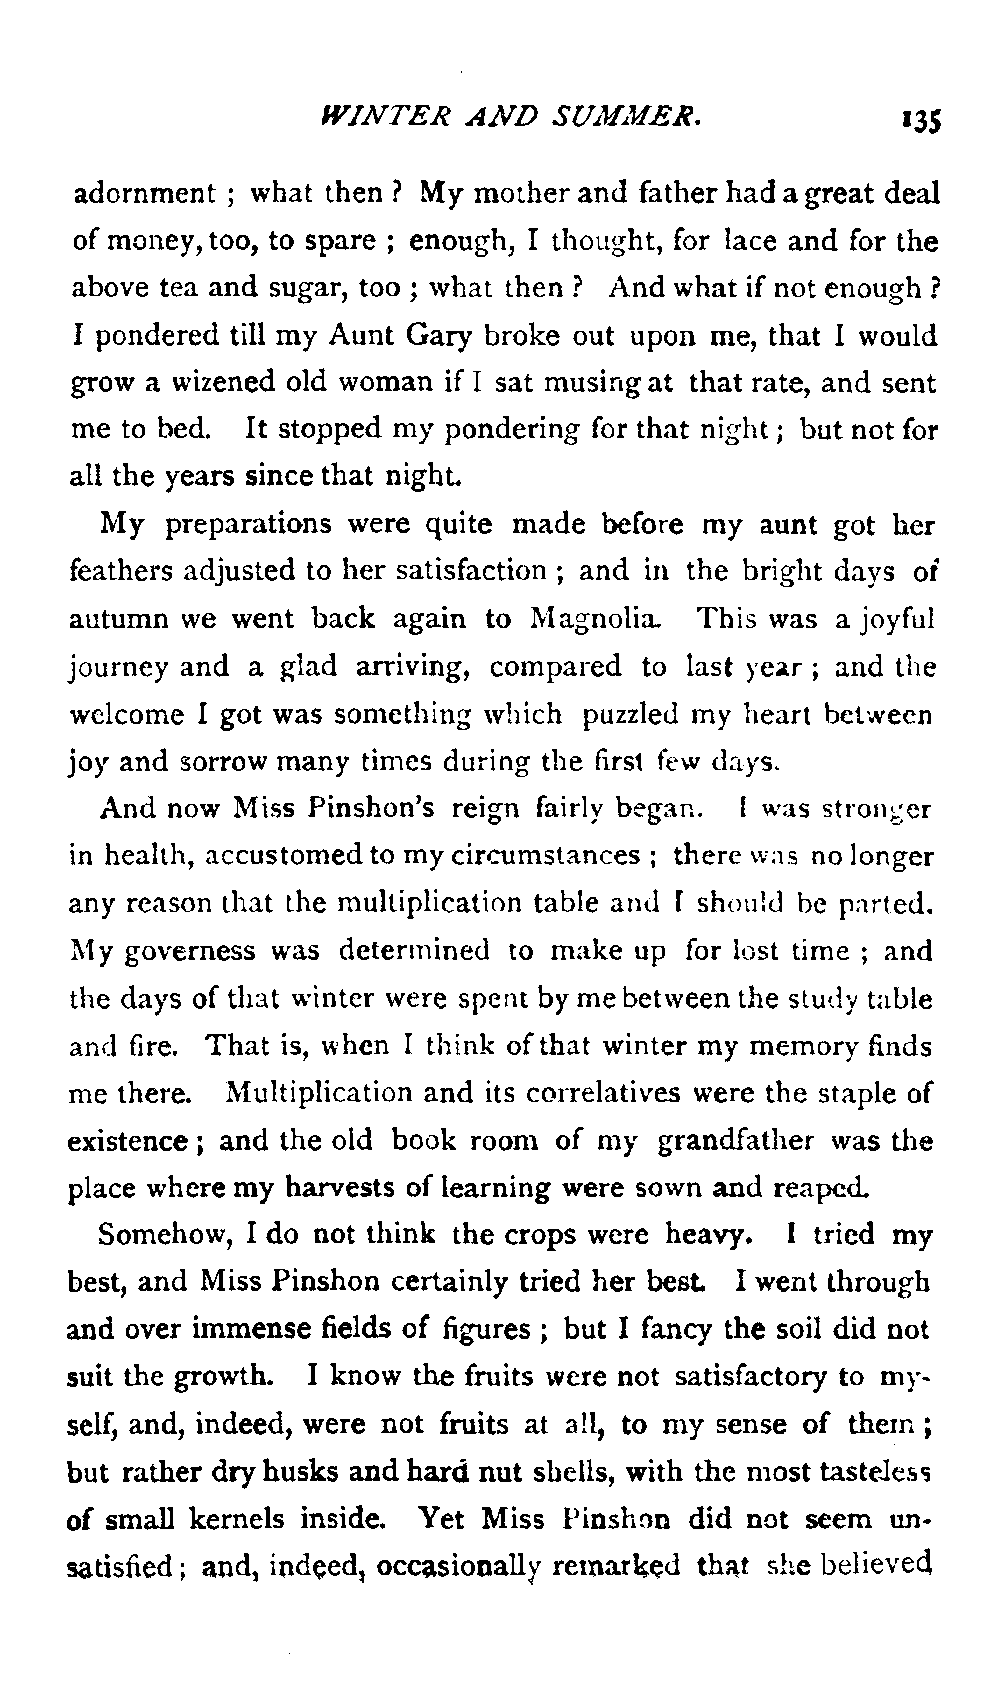 WINTER AND SUMMER. 135
adornment ; what then ? My mother and father had a great deal
of money, too, to spare ; enough, I thought, for lace and for the
above tea and sugar, too ; what then ? And what if not enough ?
I pondered till my Aunt Gary broke out upon me, that I would
grow a wizened old woman if I sat musing at that rate, and sent
me to bed. It stopped my pondering for that night ; but not for
all the years since that night.
My preparations were quite made before my aunt got her
feathers adjusted to her satisfaction ; and in the bright days of
autumn we went back again to Magnolia. This was a joyful
journey and a glad arriving, compared to last year ; and the
welcome I got was something which puzzled my heart between
joy and sorrow many times during the first few days.
And now Miss Pinshon's reign fairly began. I was stronger
in health, accustomed to my circumstances ; there was no longer
any reason that the multiplication table and I should be parted.
My governess was determined to make up for lost time ; and
the days of that winter were spent by me between the study table
and fire. That is, when I think of that winter my memory finds
me there. Multiplication and its correlatives were the staple of
existence ; and the old book room of my grandfather was the
place where my harvests of learning were sown and reaped.
Somehow, I do not think the crops were heavy. I tried my
best, and Miss Pinshon certainly tried her best. I went through
and over immense fields of figures ; but I fancy the soil did not
suit the growth. I know the fruits were not satisfactory to my-
self, and, indeed, were not fruits at all, to my sense of them ;
but rather dry husks and hard nut shells, with the most tasteless
of small kernels inside. Yet Miss Pinshon did not seem un-
satisfied ; and, indeed, occasionally remarked that she believed